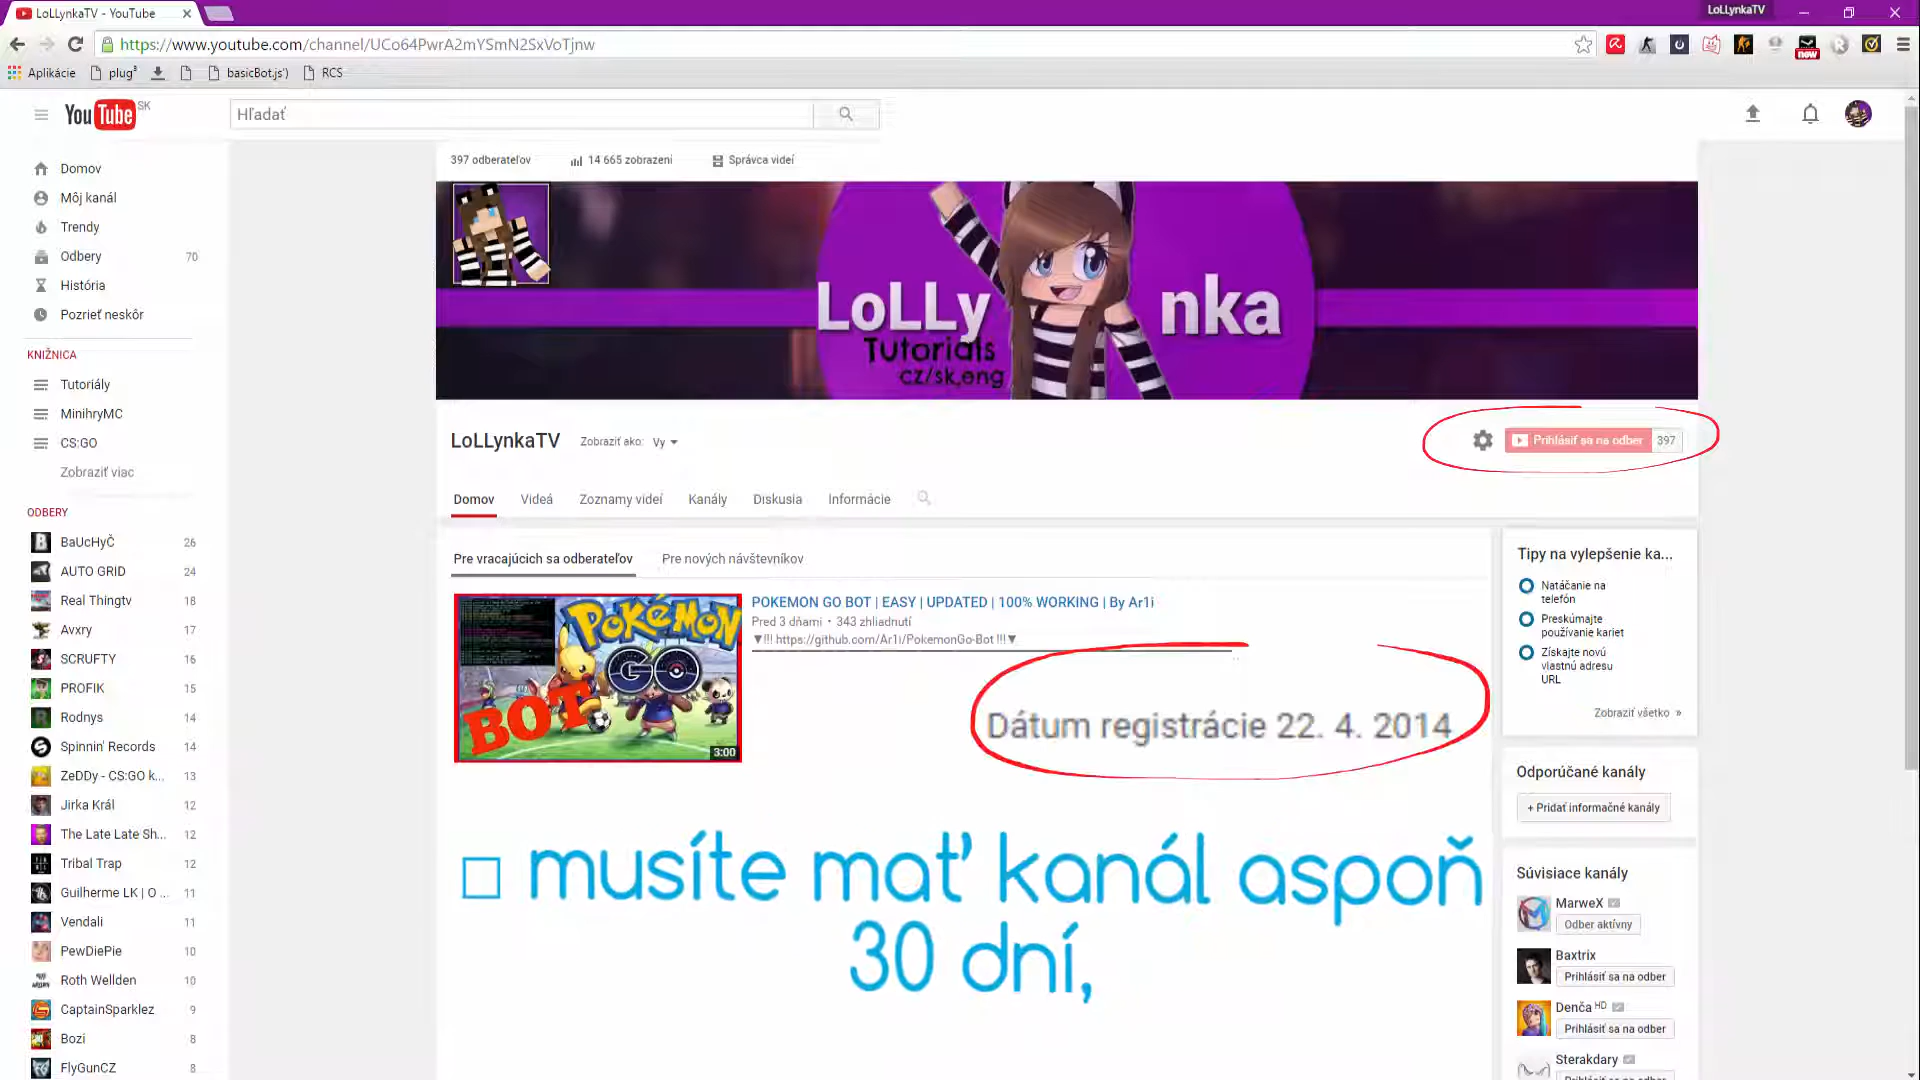 LoLLynkaTV - YouTube
LoLLynkaTV
https://www.youtube.com/channel/UCo64PwrA2mYSmN2SxVoTjnw
new
Aplikácie
plug³
basicBot.js')
RCS
YouTube SK
Hľadať
397 odberateľov
14 665 zobrazení
Správca videí
Domov
Môj kanál
Trendy
Odbery 70
História
Pozrieť neskôr
KNIŽNICA
Tutoriály
MinihryMC
CS:GO
Zobraziť viac
ODBERY
BaUcHyČ 26
AUTO GRID 24
Real Thingtv 18
Avxry 16
SCRUFTY 16
PROFIK 15
Rodnys 14
Spinnin' Records 14
ZeDDy - CS:GO k... 13
Jirka Král 12
The Late Late Sh... 12
Tribal Trap 12
Guilherme LK | O ... 11
Vendali 11
PewDiePie 10
Roth Wellden 10
CaptainSparklez 9
Bozi 8
FlyGunCZ 8
LoLLy nka
Tutorials
cz/sk,eng
LoLLynkaTV
Zobraziť ako: Vy
Prihlásiť sa na odber 397
Domov
Videá
Zoznamy videí
Kanály
Diskusia
Informácie
Pre vracajúcich sa odberateľov
Pre nových návštevníkov
POKÉMON
GO
BOT
3:00
POKEMON GO BOT | EASY | UPDATED | 100% WORKING | By Ar1i
Pred 3 dňami • 343 zhliadnutí
▼!!! https://github.com/Ar1i/PokemonGo-Bot !!!▼
Dátum registrácie 22. 4. 2014
□ musíte mať kanál aspoň
30 dní,
Tipy na vylepšenie ka...
Natáčanie na
telefón
Preskúmajte
používanie kariet
Získajte novú
vlastnú adresu
URL
Zobraziť všetko »
Odporúčané kanály
+ Pridať informačné kanály
Súvisiace kanály
MarweX
Odber aktívny
Baxtrix
Prihlásiť sa na odber
Denča HD
Prihlásiť sa na odber
Sterakdary
Prihlásiť sa na odber